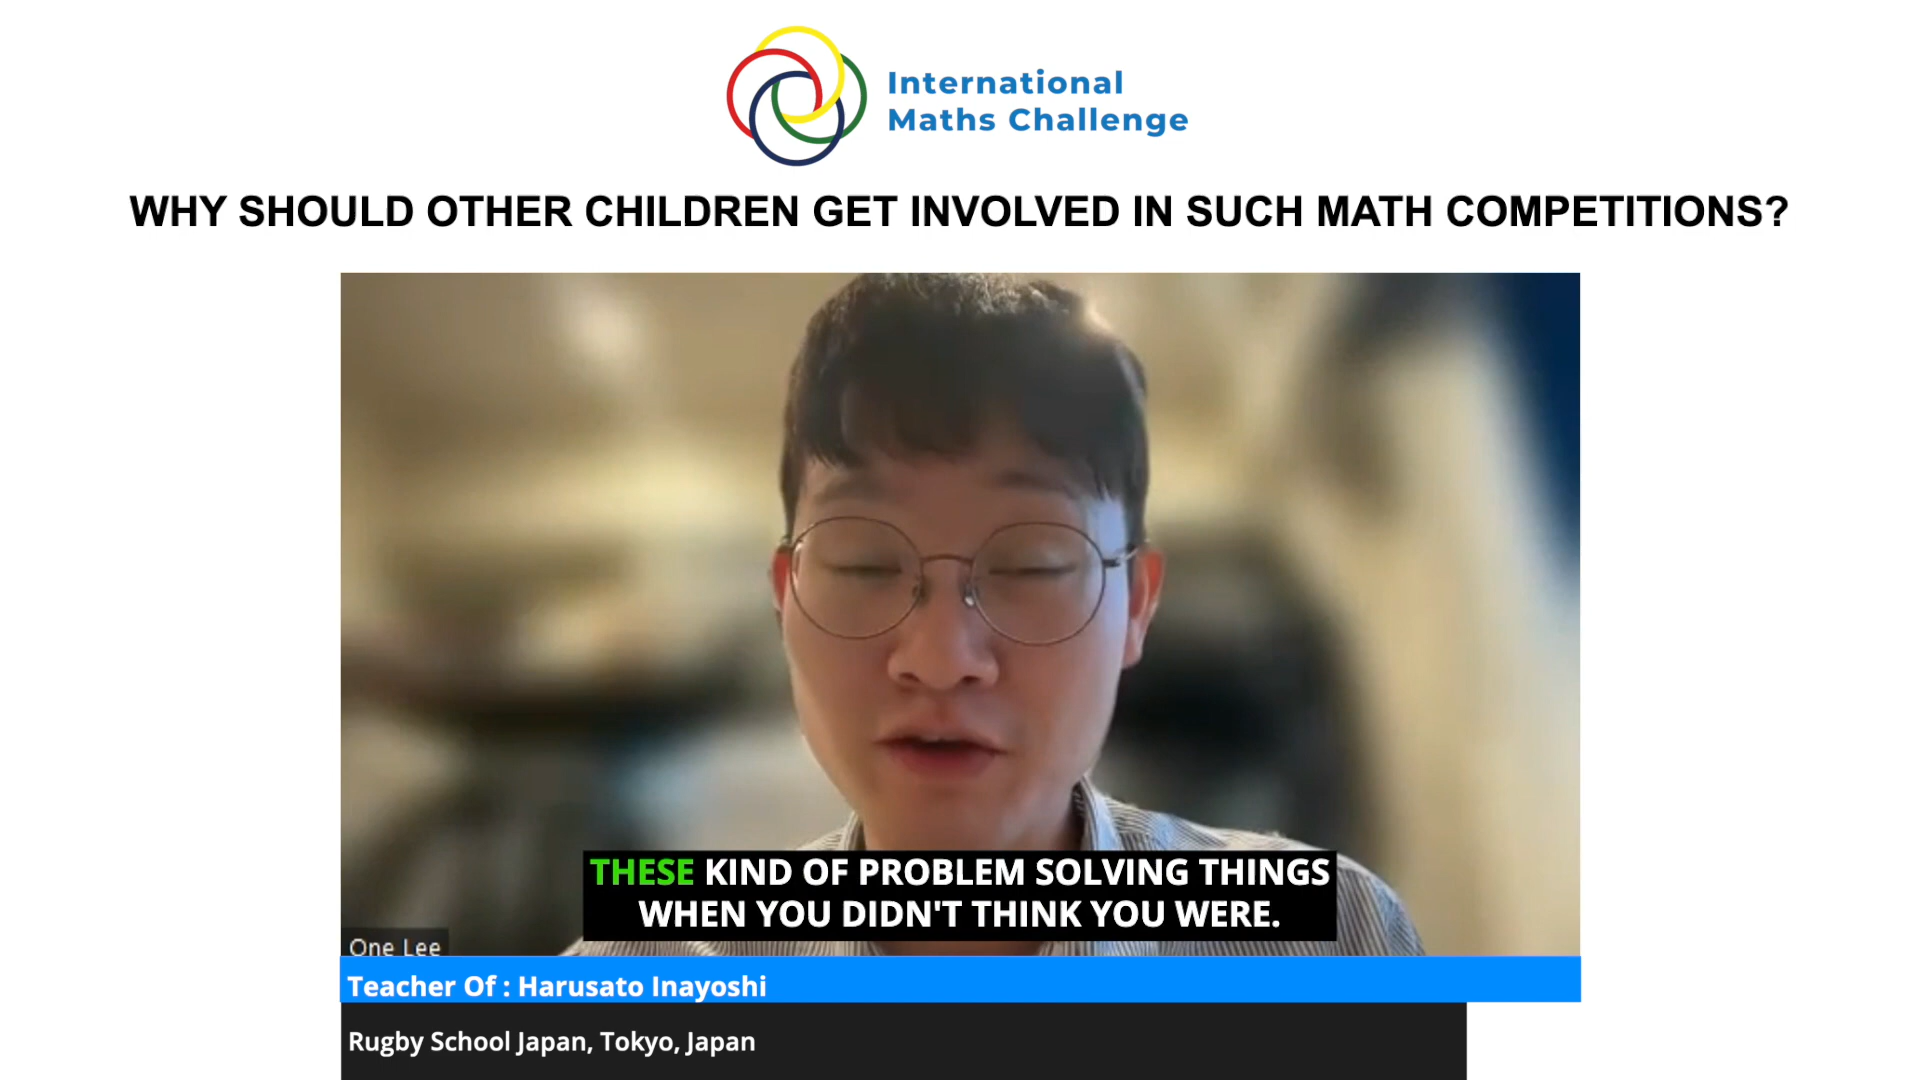 International
Maths Challenge
WHY SHOULD OTHER CHILDREN GET INVOLVED IN SUCH MATH COMPETITIONS?
THESE KIND OF PROBLEM SOLVING THINGS
WHEN YOU DIDN'T THINK YOU WERE.
One Lee
Teacher Of : Harusato Inayoshi
Rugby School Japan, Tokyo, Japan